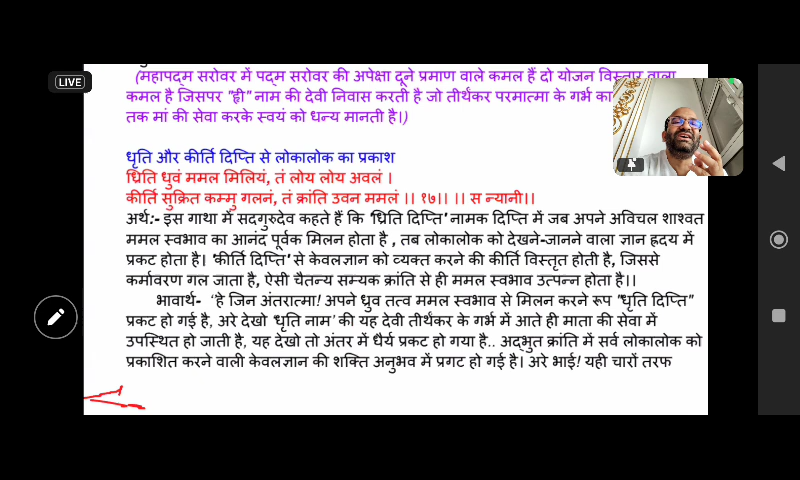 LIVE
(महापद्म सरोवर में पद्म सरोवर की अपेक्षा दूने प्रमाण वाले कमल हैं दो योजन विस्तार वाला
कमल है जिसपर "ह्री" नाम की देवी निवास करती है जो तीर्थंकर परमात्मा के गर्भ
तक मां की सेवा करके स्वयं को धन्य मानती है।)
धृति और कीर्ति दिप्ति से लोकालोक का प्रकाश
ध्रिति धुवं ममल मिलियं, तं लोय लोय अवलं ।
कीर्ति सुक्रित कम्मु गलनं, तं क्रांति उवन ममलं ।। १७।। ।। स न्यानी।।
अर्थ:- इस गाथा में सदगुरुदेव कहते हैं कि 'ध्रिति दिप्ति' नामक दिप्ति में जब अपने अविचल शाश्वत
ममल स्वभाव का आनंद पूर्वक मिलन होता है , तब लोकालोक को देखने-जानने वाला ज्ञान ह्रदय में
प्रकट होता है। 'कीर्ति दिप्ति' से केवलज्ञान को व्यक्त करने की कीर्ति विस्तृत होती है, जिससे
कर्मावरण गल जाता है, ऐसी चैतन्य सम्यक क्रांति से ही ममल स्वभाव उत्पन्न होता है।।
भावार्थ- 'हे जिन अंतरात्मा! अपने ध्रुव तत्व ममल स्वभाव से मिलन करने रूप "धृति दिप्ति"
प्रकट हो गई है, अरे देखो 'धृति नाम' की यह देवी तीर्थंकर के गर्भ में आते ही माता की सेवा में
उपस्थित हो जाती है, यह देखो तो अंतर में धैर्य प्रकट हो गया है.. अद्भुत क्रांति में सर्व लोकालोक को
प्रकाशित करने वाली केवलज्ञान की शक्ति अनुभव में प्रगट हो गई है। अरे भाई! यही चारों तरफ